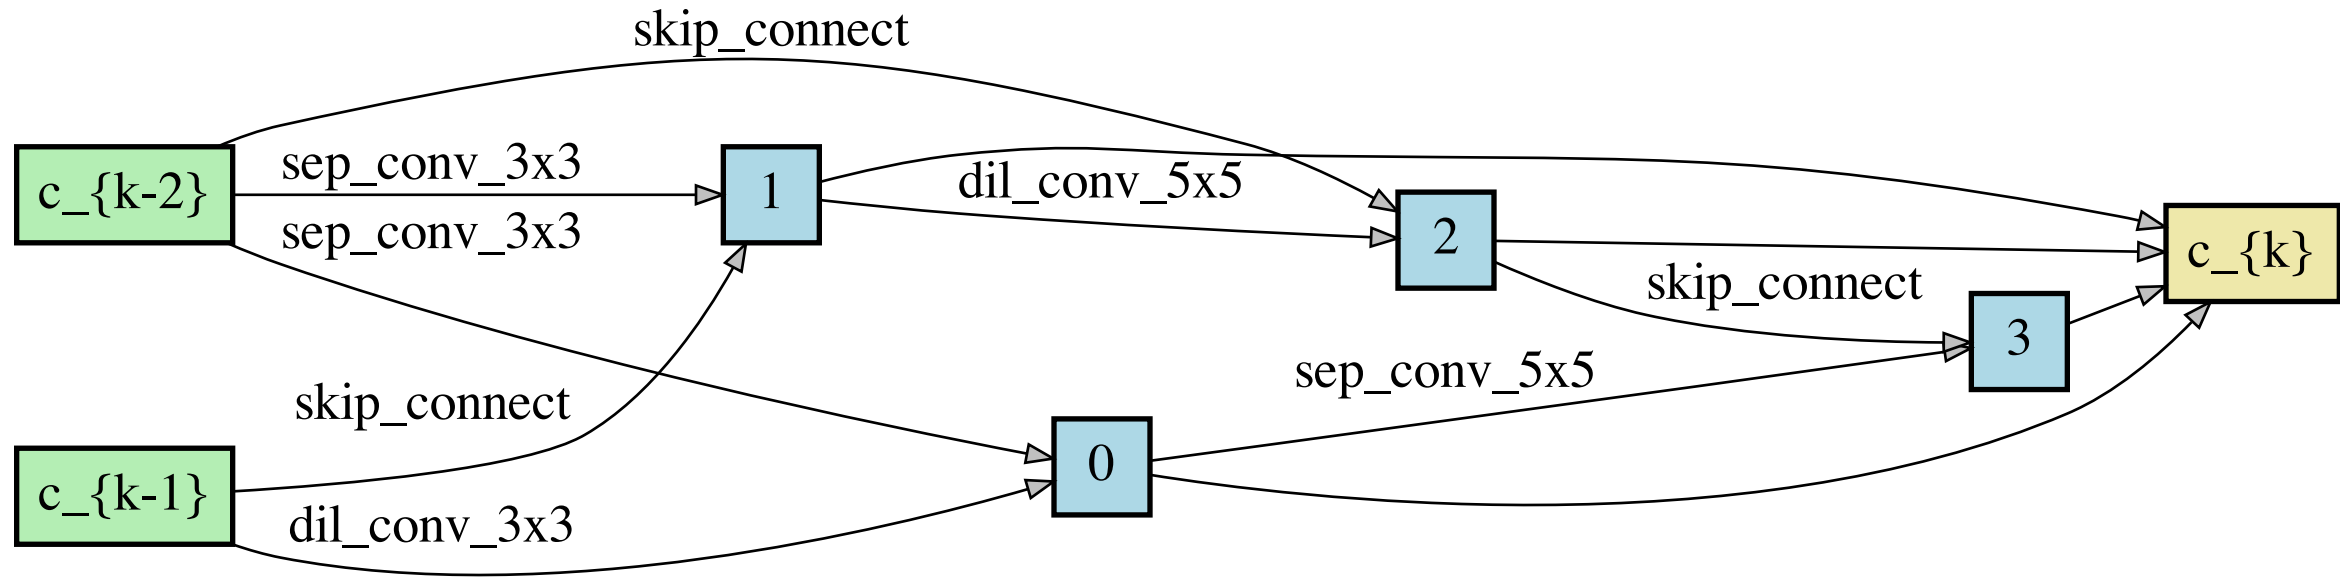 skip_connect
sep_conv_3x3
c_{k-2}
1
dil_conv_5x5
sep_conv_3x3
2
c_{k}
skip_connect
3
sep_conv_5x5
skip_connect
0
c_{k-1}
dil_conv_3x3